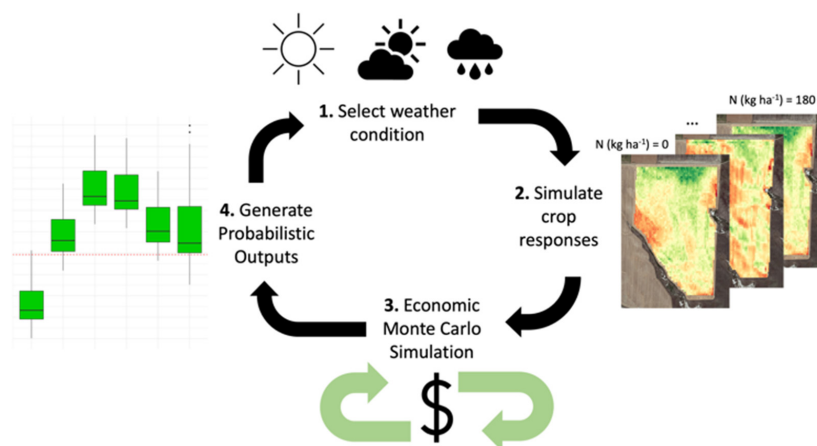 1. Select weather
condition
N (kg ha⁻¹) = 180
...
N (kg ha⁻¹) = 0
2. Simulate
crop
responses
3. Economic
Monte Carlo
Simulation
$
4. Generate
Probabilistic
Outputs
: